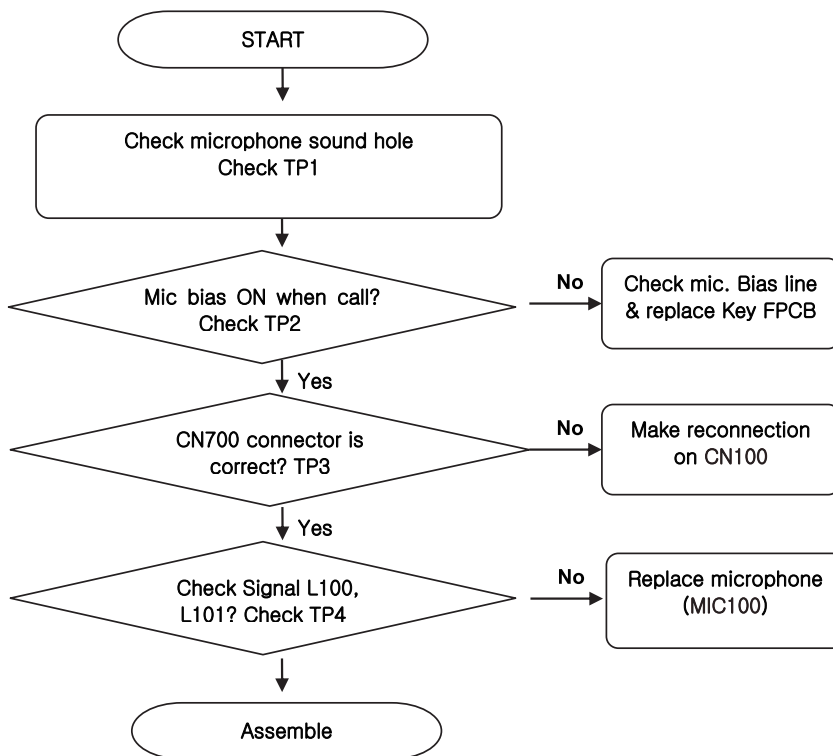 START
Check microphone sound hole
Check TP1
Mic bias ON when call?
Check TP2
No
Check mic. Bias line
& replace Key FPCB
Yes
CN700 connector is
correct? TP3
No
Make reconnection
on CN100
Yes
Check Signal L100,
L101? Check TP4
No
Replace microphone
(MIC100)
Assemble